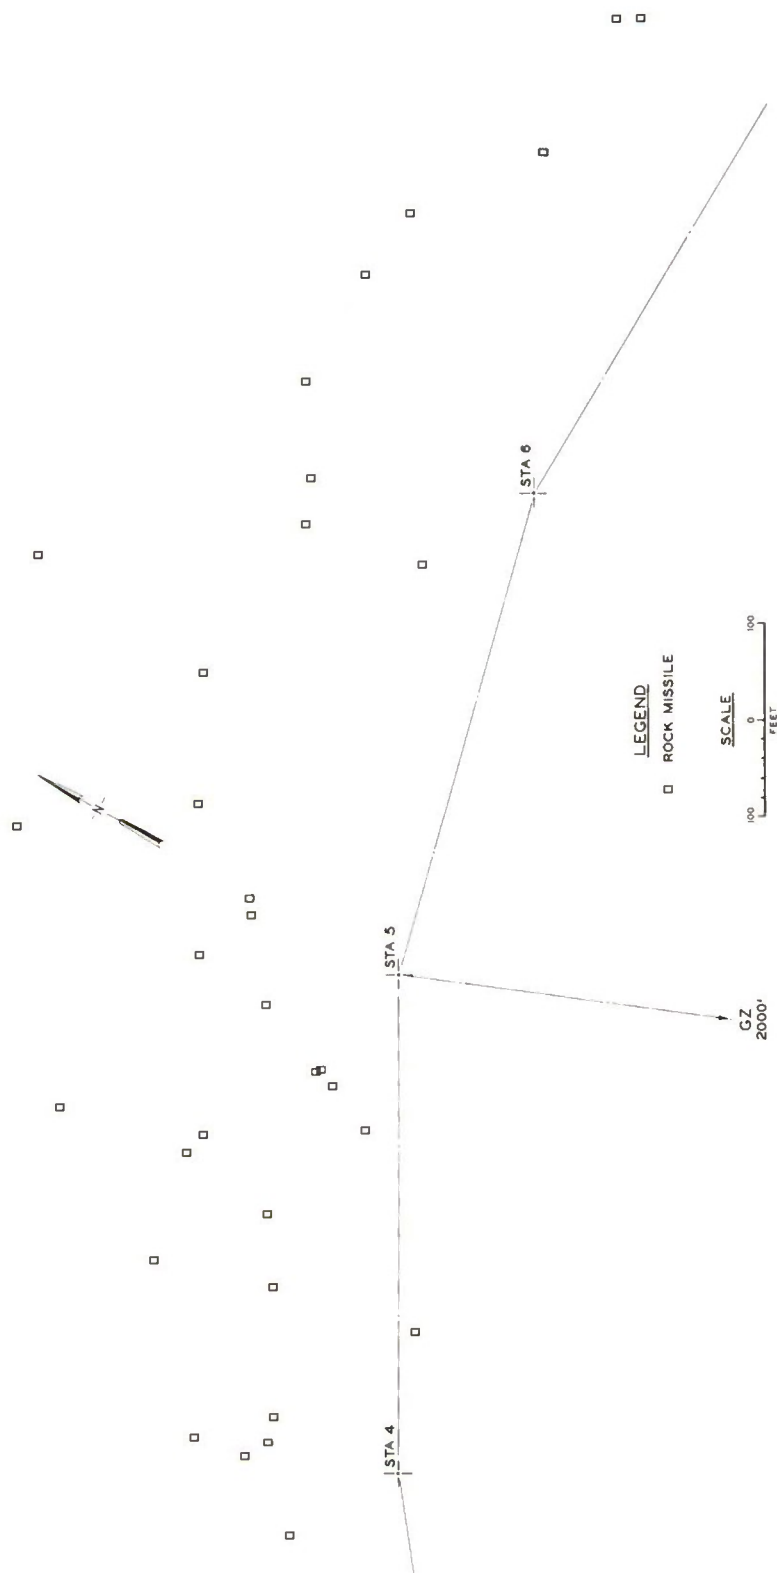 STA 6
STA 5
STA 4
N
GZ
2000'
LEGEND
ROCK MISSILE
SCALE
100 0 100
FEET